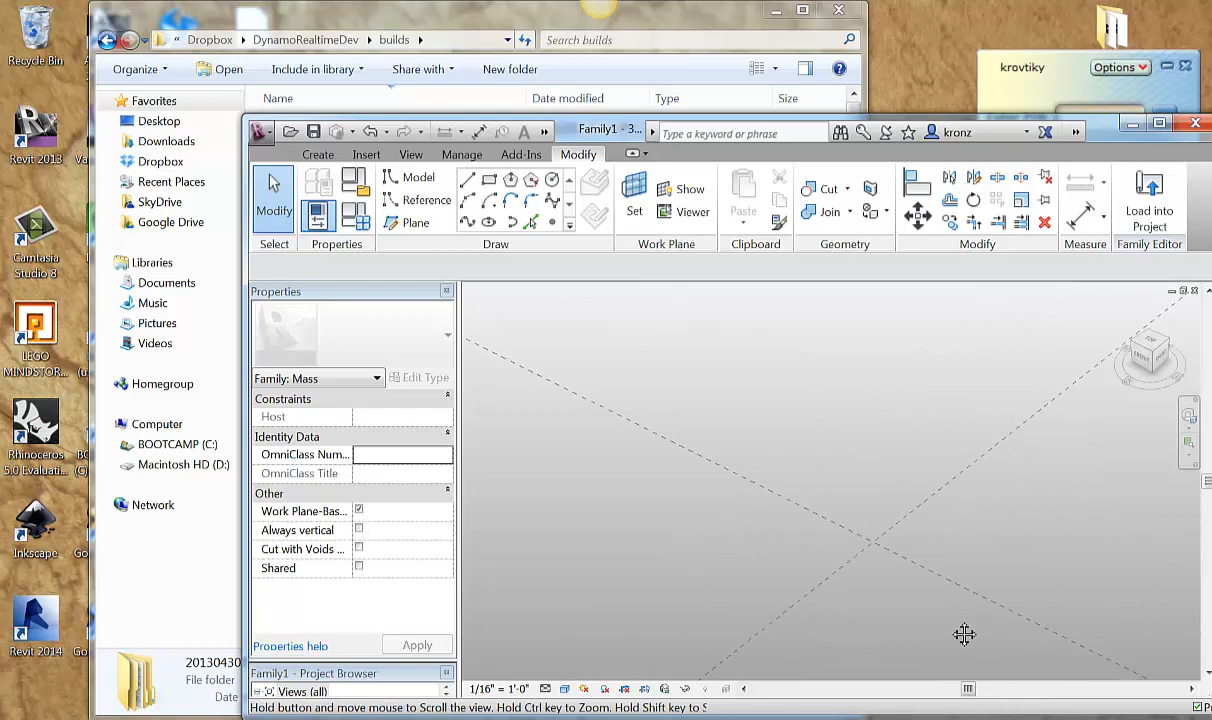 Recycle Bin
Revit 2013
Camtasia
Studio 8
LEGO
MINDSTOR...
Rhinoceros
5.0 Evaluati...
Inkscape
Revit 2014
« Dropbox DynamoRealtimeDev builds
Search builds
Organize
Open
Include in library
Share with
New folder
Name
Date modified
Type
Size
Favorites
Desktop
Downloads
Dropbox
Recent Places
SkyDrive
Google Drive
Libraries
Documents
Music
Pictures
Videos
Homegroup
Computer
BOOTCAMP (C:)
Macintosh HD (D:)
Network
20130430
File folder
Date
krovtiky
Options
Family1 - 3...
Type a keyword or phrase
kronz
Create
Insert
View
Manage
Add-Ins
Modify
Modify
Select
Properties
Model
Reference
Plane
Draw
Set
Show
Viewer
Work Plane
Paste
Clipboard
Cut
Join
Geometry
Modify
Measure
Load into
Project
Family Editor
Properties
Family: Mass
Edit Type
Constraints
Host
Identity Data
OmniClass Num...
OmniClass Title
Other
Work Plane-Bas...
Always vertical
Cut with Voids ...
Shared
Properties help
Apply
Family1 - Project Browser
Views (all)
TOP
FRONT
1/16" = 1'-0"
Hold button and move mouse to Scroll the view. Hold Ctrl key to Zoom. Hold Shift key to S